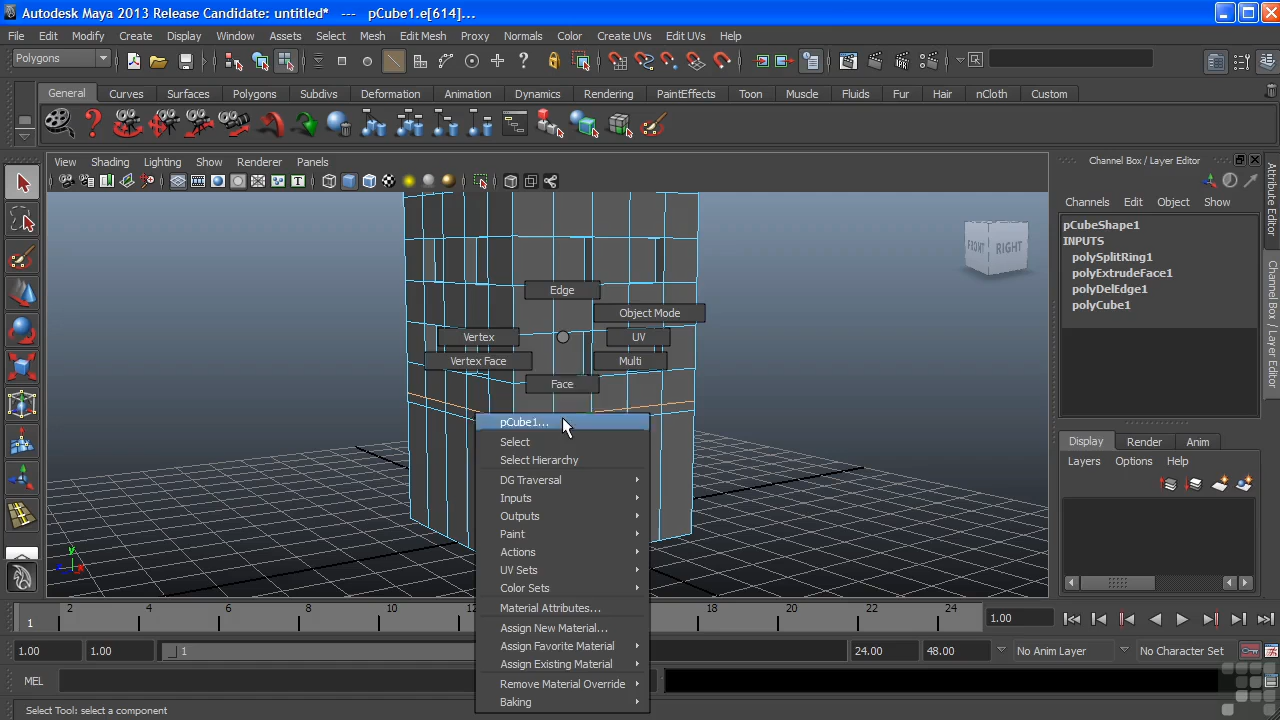 Autodesk Maya 2013 Release Candidate: untitled*   ---   pCube1.e[614]...
File Edit Modify Create Display Window Assets Select Mesh Edit Mesh Proxy Normals Color Create UVs Edit UVs Help
Polygons
General Curves Surfaces Polygons Subdivs Deformation Animation Dynamics Rendering PaintEffects Toon Muscle Fluids Fur Hair nCloth Custom
View Shading Lighting Show Renderer Panels
Channel Box / Layer Editor
Channels Edit Object Show
pCubeShape1
INPUTS
polySplitRing1
polyExtrudeFace1
polyDelEdge1
polyCube1
Attribute Editor
Channel Box / Layer Editor
FRONT RIGHT
Edge
Object Mode
Vertex UV
Vertex Face Multi
Face
pCube1...
Select
Select Hierarchy
DG Traversal
Inputs
Outputs
Paint
Actions
UV Sets
Color Sets
Material Attributes...
Assign New Material...
Assign Favorite Material
Assign Existing Material
Remove Material Override
Baking
Display Render Anim
Layers Options Help
y
1 2 4 6 8 10 12 18 20 22 24 1.00
1.00 1.00 1 24.00 48.00 No Anim Layer No Character Set
MEL
Select Tool: select a component